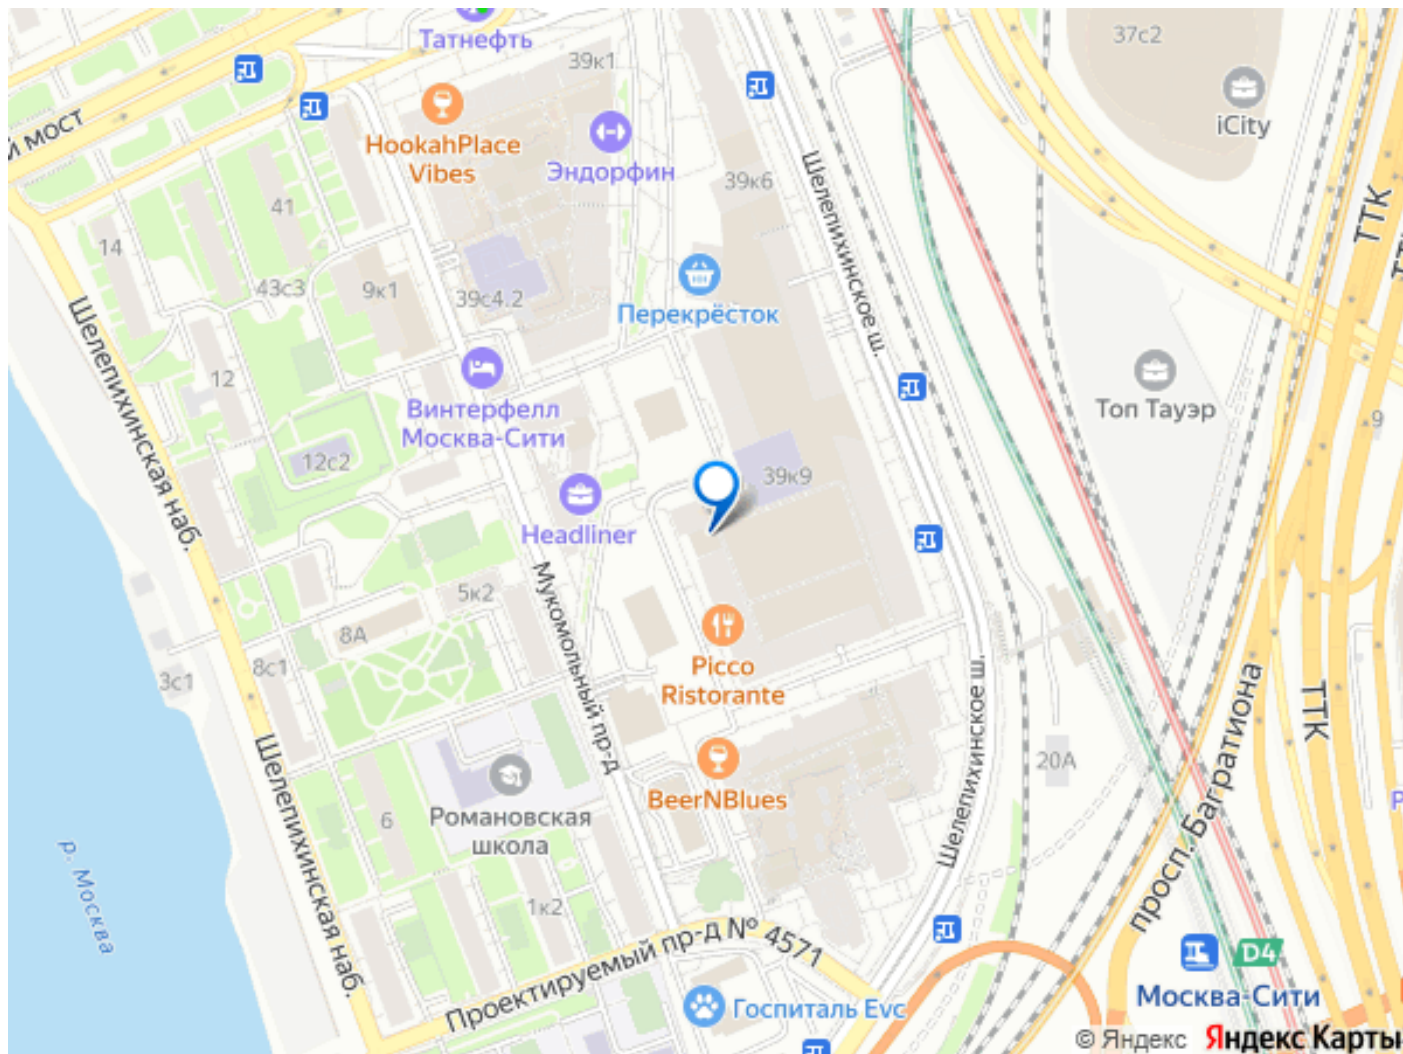 Татнефть
39к1
37с2
iCity
й мост
HookahPlace
Vibes
Эндорфин
39к6
Шелепихинское ш.
ТТК
41
14
43с3
9к1
39с4.2
Перекрёсток
Шелепихинская наб.
12
Винтерфелл
Москва-Сити
Топ Тауэр
9
12с2
39к9
Headliner
Мукомольный пр-д
5к2
8А
8с1
3с1
Picco
Ristorante
Шелепихинское ш.
просп. Багратиона
ТТК
20А
BeerNBlues
Романовская
школа
6
Шелепихинская наб.
р. Москва
1к2
Проектируемый пр-д № 4571
D4
Москва-Сити
Госпиталь Evc
© Яндекс Яндекс Карты